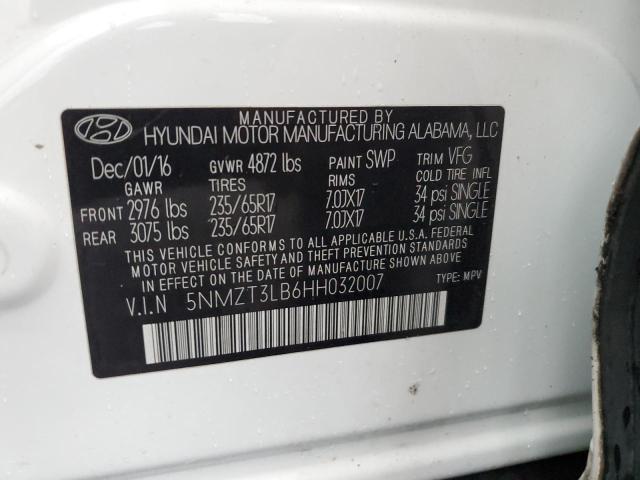 MANUFACTURED BY
HYUNDAI MOTOR MANUFACTURING ALABAMA, LLC
Dec/01/16 GVWR 4872 lbs PAINT SWP TRIM VFG
GAWR TIRES RIMS COLD TIRE INFL
FRONT 2976 lbs 235/65R17 7.0JX17 34 psi SINGLE
REAR 3075 lbs 235/65R17 7.0JX17 34 psi SINGLE
THIS VEHICLE CONFORMS TO ALL APPLICABLE U.S.A. FEDERAL
MOTOR VEHICLE SAFETY AND THEFT PREVENTION STANDARDS
IN EFFECT ON THE DATE OF MANUFACTURE SHOWN ABOVE
V.I.N 5NMZT3LB6HH032007 TYPE: MPV